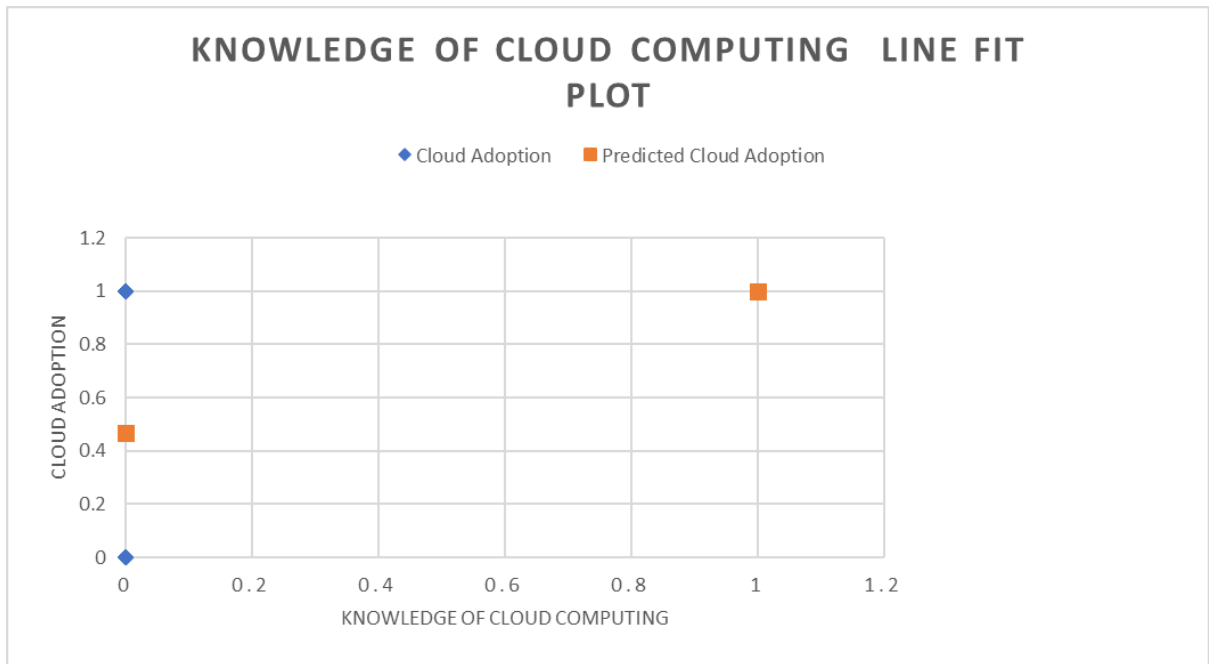 KNOWLEDGE OF CLOUD COMPUTING LINE FIT
PLOT
Cloud Adoption Predicted Cloud Adoption
CLOUD ADOPTION
1.2
1
0.8
0.6
0.4
0.2
0
0 0.2 0.4 0.6 0.8 1 1.2
KNOWLEDGE OF CLOUD COMPUTING